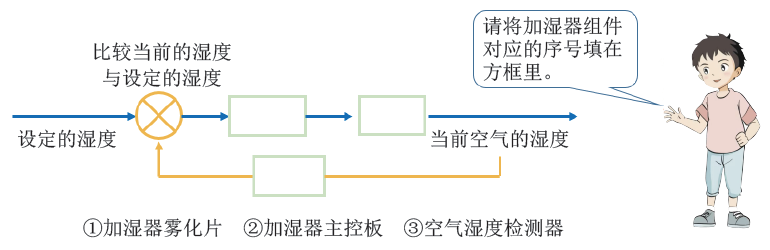 请将加湿器组件
对应的序号填在
方框里。
比较当前的湿度
与设定的湿度
设定的湿度
当前空气的湿度
①加湿器雾化片 ②加湿器主控板 ③空气湿度检测器